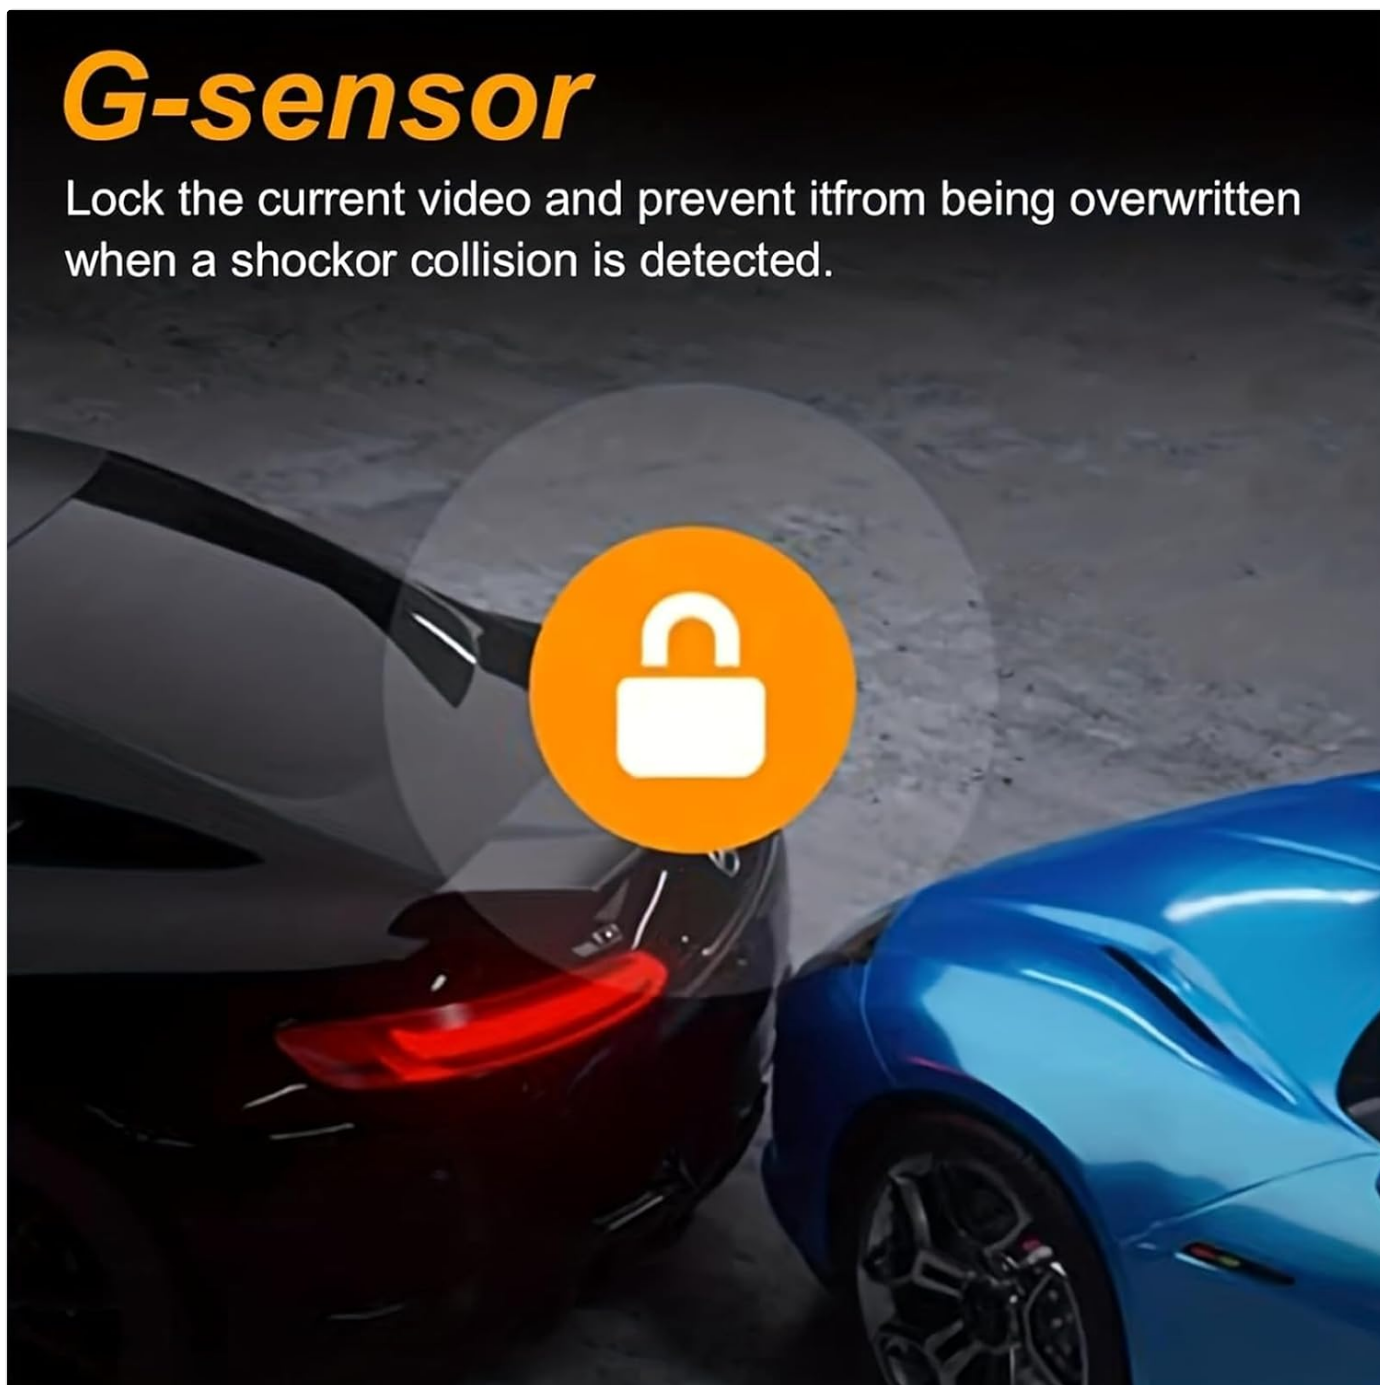 G-sensor
Lock the current video and prevent itfrom being overwritten
when a shockor collision is detected.